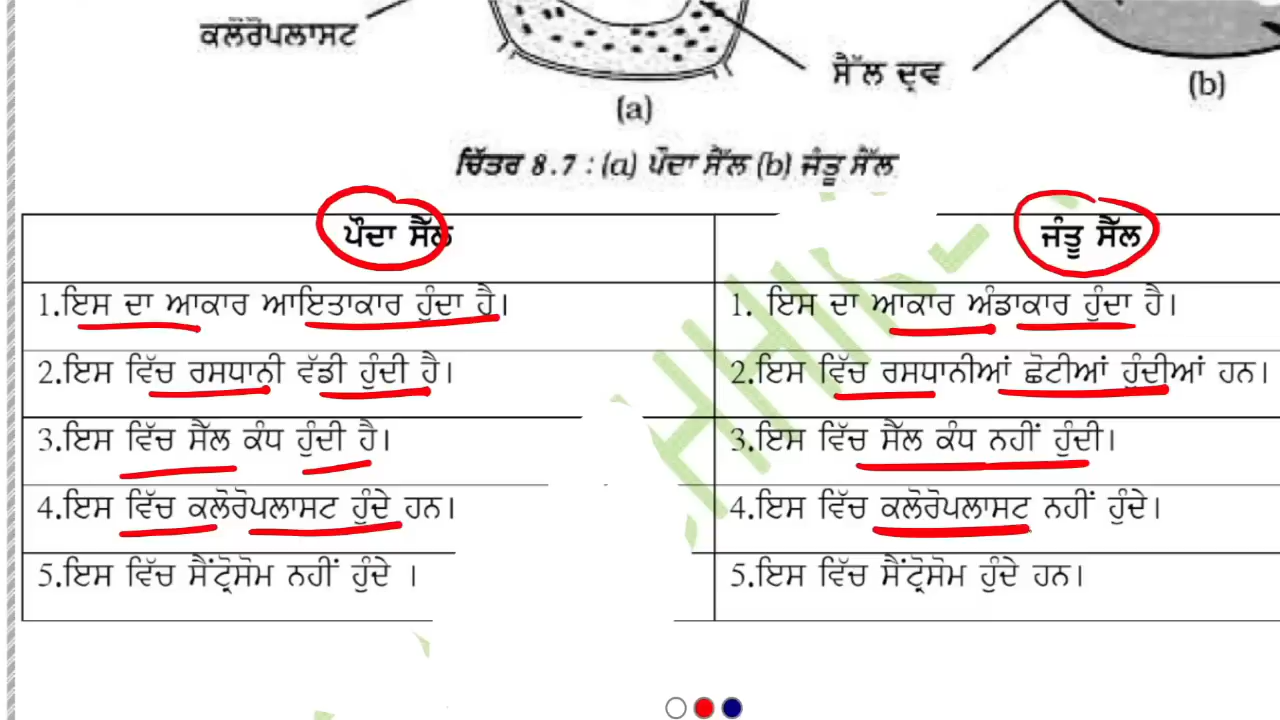 ਕਲੋਰੋਪਲਾਸਟ
ਸੈੱਲ ਦ੍ਰਵ
(a)
(b)
ਚਿੱਤਰ 8.7 : (a) ਪੌਦਾ ਸੈੱਲ (b) ਜੰਤੂ ਸੈੱਲ
ਪੌਦਾ ਸੈੱਲ
ਜੰਤੂ ਸੈੱਲ
1.ਇਸ ਦਾ ਆਕਾਰ ਆਇਤਾਕਾਰ ਹੁੰਦਾ ਹੈ।
1. ਇਸ ਦਾ ਆਕਾਰ ਅੰਡਾਕਾਰ ਹੁੰਦਾ ਹੈ।
2.ਇਸ ਵਿੱਚ ਰਸਧਾਨੀ ਵੱਡੀ ਹੁੰਦੀ ਹੈ।
2.ਇਸ ਵਿੱਚ ਰਸਧਾਨੀਆਂ ਛੋਟੀਆਂ ਹੁੰਦੀਆਂ ਹਨ।
3.ਇਸ ਵਿੱਚ ਸੈੱਲ ਕੰਧ ਹੁੰਦੀ ਹੈ।
3.ਇਸ ਵਿੱਚ ਸੈੱਲ ਕੰਧ ਨਹੀਂ ਹੁੰਦੀ।
4.ਇਸ ਵਿੱਚ ਕਲੋਰੋਪਲਾਸਟ ਹੁੰਦੇ ਹਨ।
4.ਇਸ ਵਿੱਚ ਕਲੋਰੋਪਲਾਸਟ ਨਹੀਂ ਹੁੰਦੇ।
5.ਇਸ ਵਿੱਚ ਸੈਂਟ੍ਰੋਸੋਮ ਨਹੀਂ ਹੁੰਦੇ ।
5.ਇਸ ਵਿੱਚ ਸੈਂਟ੍ਰੋਸੋਮ ਹੁੰਦੇ ਹਨ।